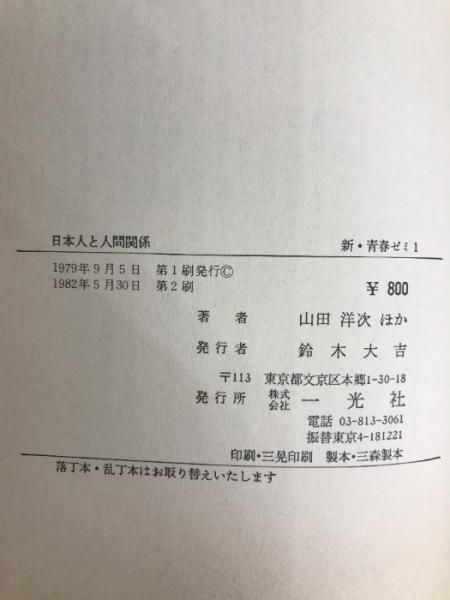 日本人と人間関係　新・青春ゼミ1
1979年9月5日　第1刷発行©
1982年5月30日　第2刷　¥ 800
著者　山田洋次 ほか
発行者　鈴木大吉
〒113　東京都文京区本郷1-30-18
発行所　株式会社　一光社
電話 03-813-3061
振替東京4-181221
印刷・三晃印刷　製本・三森製本
落丁本・乱丁本はお取り替えいたします